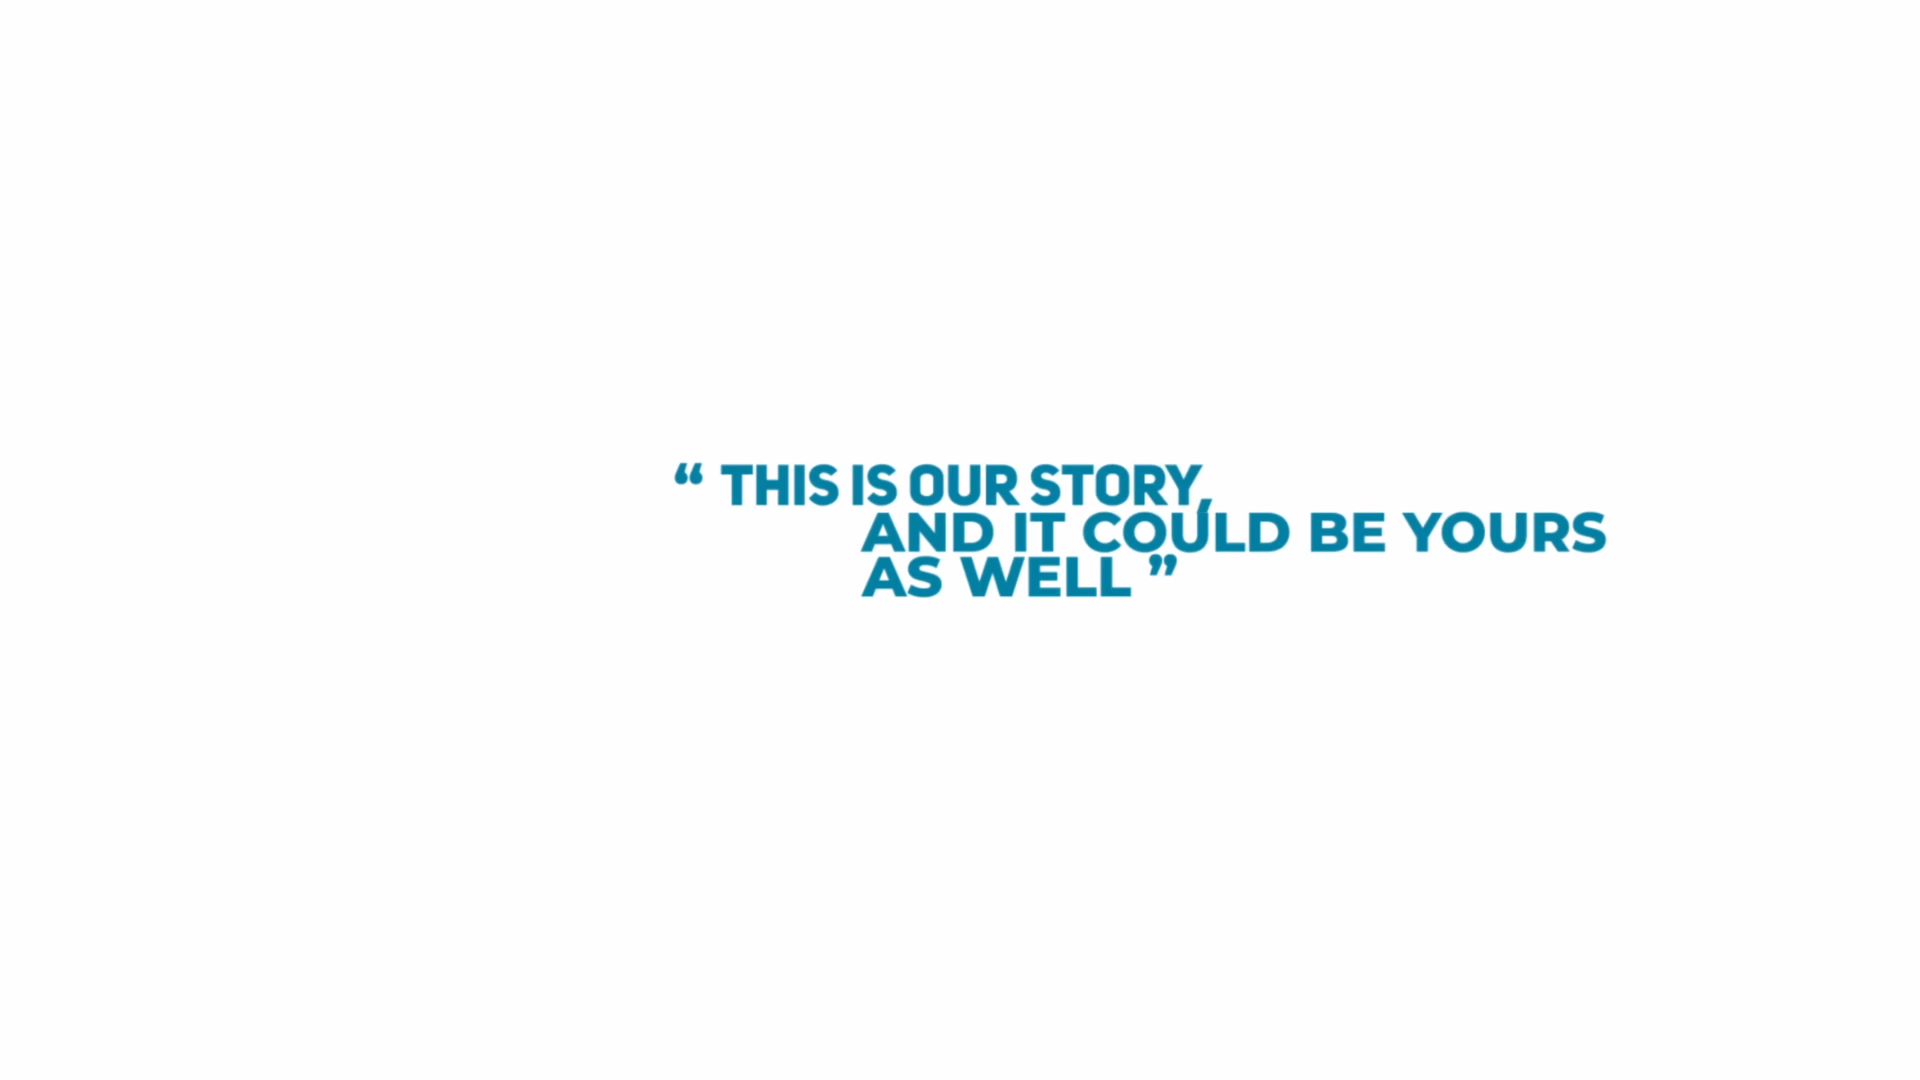 “ THIS IS OUR STORY,
AND IT COULD BE YOURS
AS WELL ”